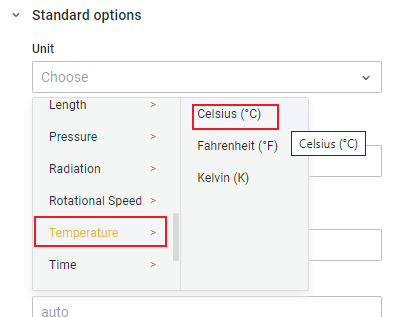 Standard options
Unit
Choose
Length >
Pressure >
Radiation >
Rotational Speed >
Temperature >
Time >
Celsius (°C)
Fahrenheit (°F)
Kelvin (K)
Celsius (°C)
auto